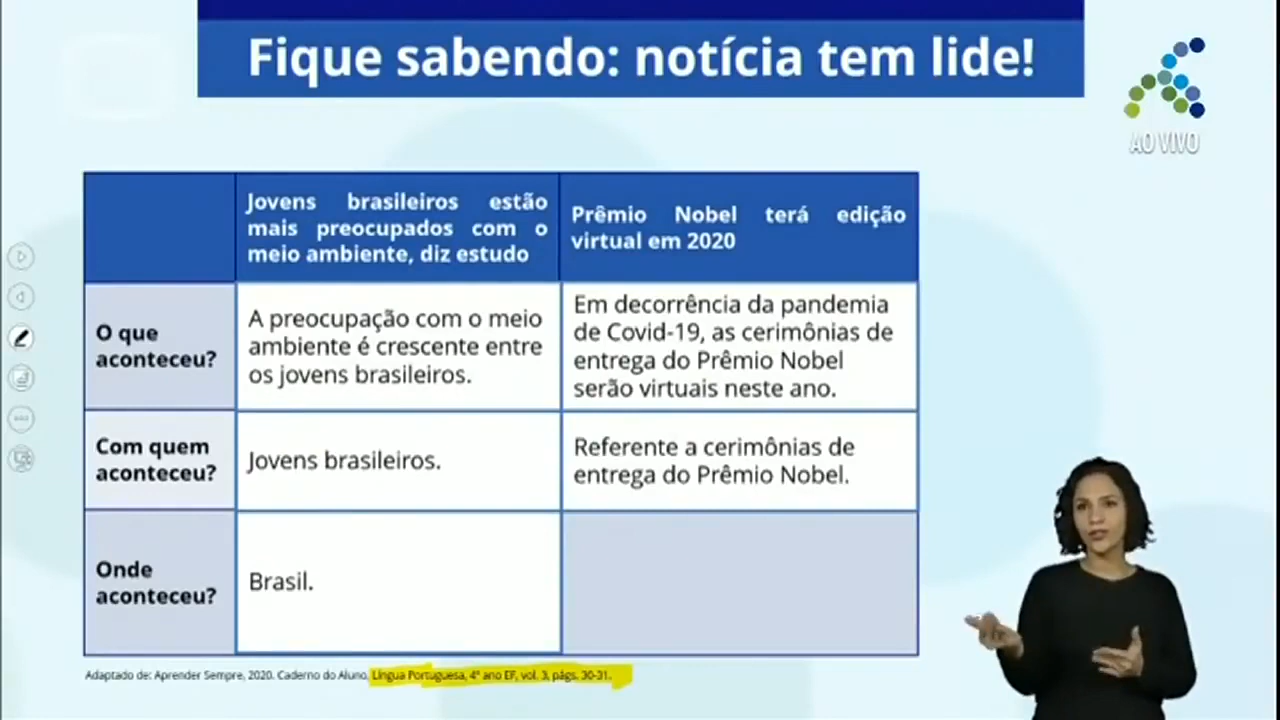 Fique sabendo: notícia tem lide!
AO VIVO
Jovens brasileiros estão
mais preocupados com o
meio ambiente, diz estudo
Prêmio Nobel terá edição
virtual em 2020
O que
aconteceu?
A preocupação com o meio
ambiente é crescente entre
os jovens brasileiros.
Em decorrência da pandemia
de Covid-19, as cerimônias de
entrega do Prêmio Nobel
serão virtuais neste ano.
Com quem
aconteceu?
Jovens brasileiros.
Referente a cerimônias de
entrega do Prêmio Nobel.
Onde
aconteceu?
Brasil.
Adaptado de: Aprender Sempre, 2020. Caderno do Aluno, Língua Portuguesa, 4º ano EF, vol. 3, págs. 30-31.